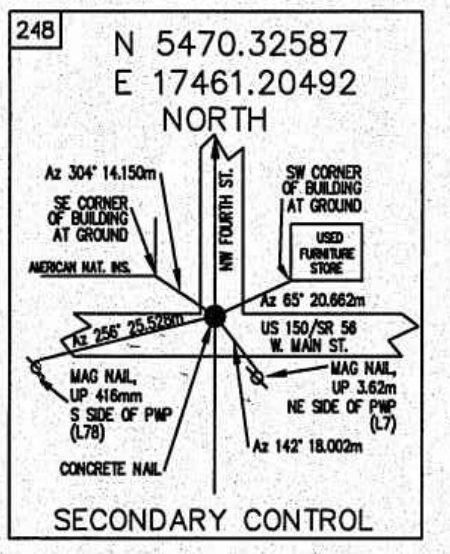 248
N 5470.32587
E 17461.20492
NORTH
Az 304° 14.150m
SE CORNER
OF BUILDING
AT GROUND
AMERICAN NAT. INS.
NW FOURTH ST.
SW CORNER
OF BUILDING
AT GROUND
USED
FURNITURE
STORE
Az 65° 20.662m
Az 256° 25.528m
US 150/SR 56
W. MAIN ST.
MAG NAIL,
UP 416mm
S SIDE OF PWP
(L78)
MAG NAIL,
UP 3.62m
NE SIDE OF PWP
(L7)
Az 142° 18.002m
CONCRETE NAIL
SECONDARY CONTROL